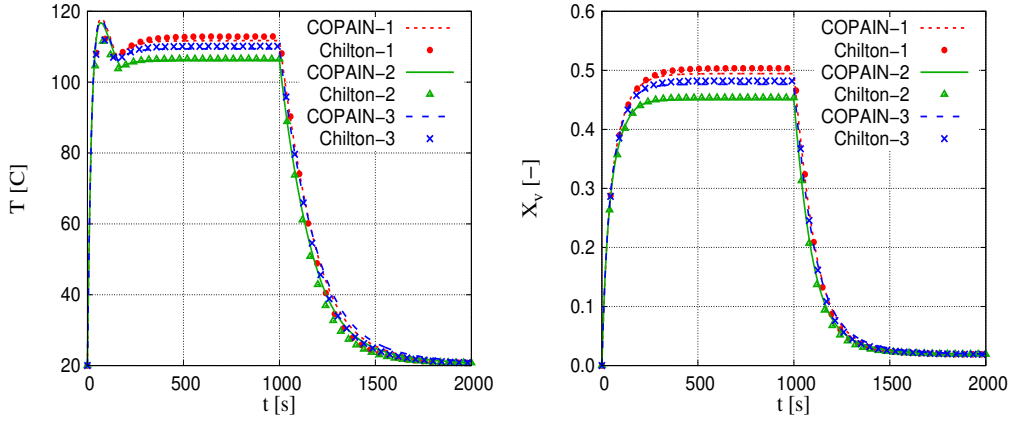 120
100
80
60
40
20
T [C]
0
500
1000
1500
2000
t [s]
COPAIN-1
Chilton-1
COPAIN-2
Chilton-2
COPAIN-3
Chilton-3
0.6
0.5
0.4
0.3
0.2
0.1
0.0
X_v [−]
0
500
1000
1500
2000
t [s]
COPAIN-1
Chilton-1
COPAIN-2
Chilton-2
COPAIN-3
Chilton-3